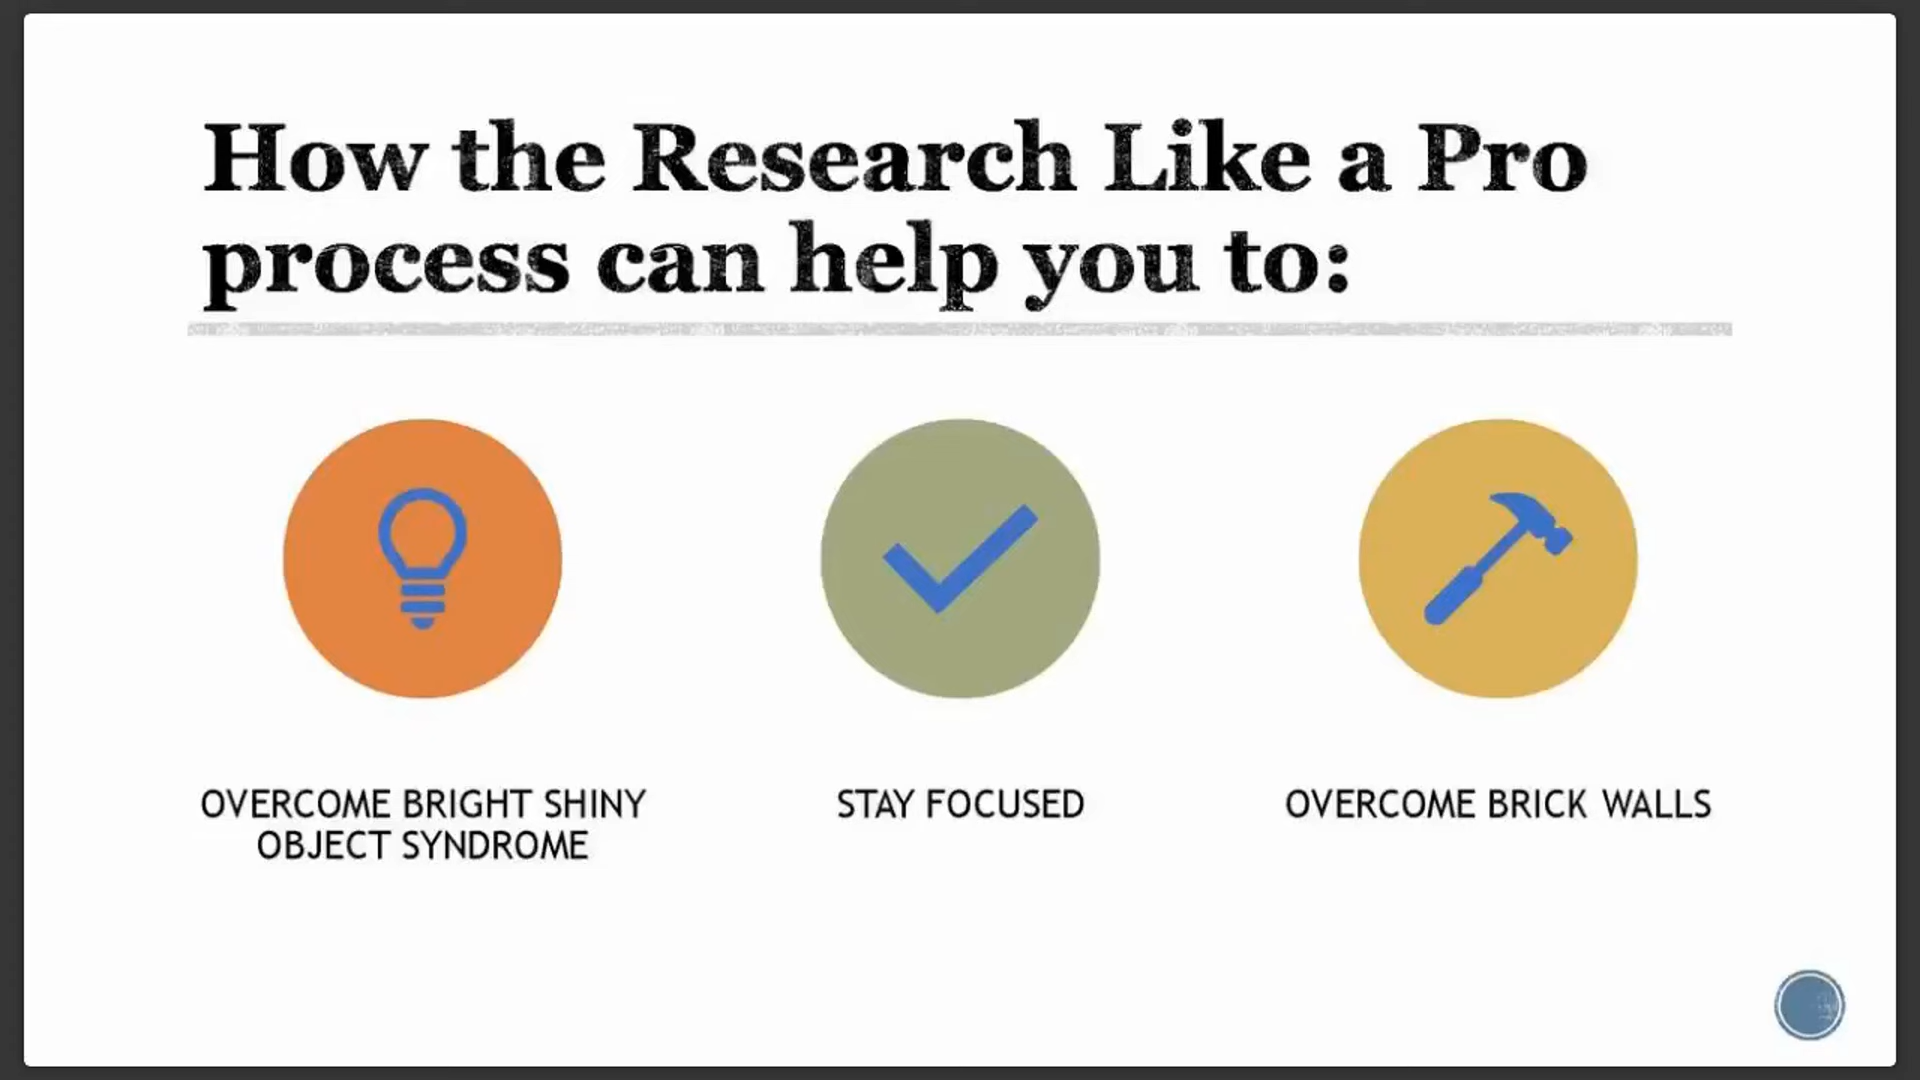 How the Research Like a Pro
process can help you to:
OVERCOME BRIGHT SHINY
OBJECT SYNDROME
STAY FOCUSED
OVERCOME BRICK WALLS